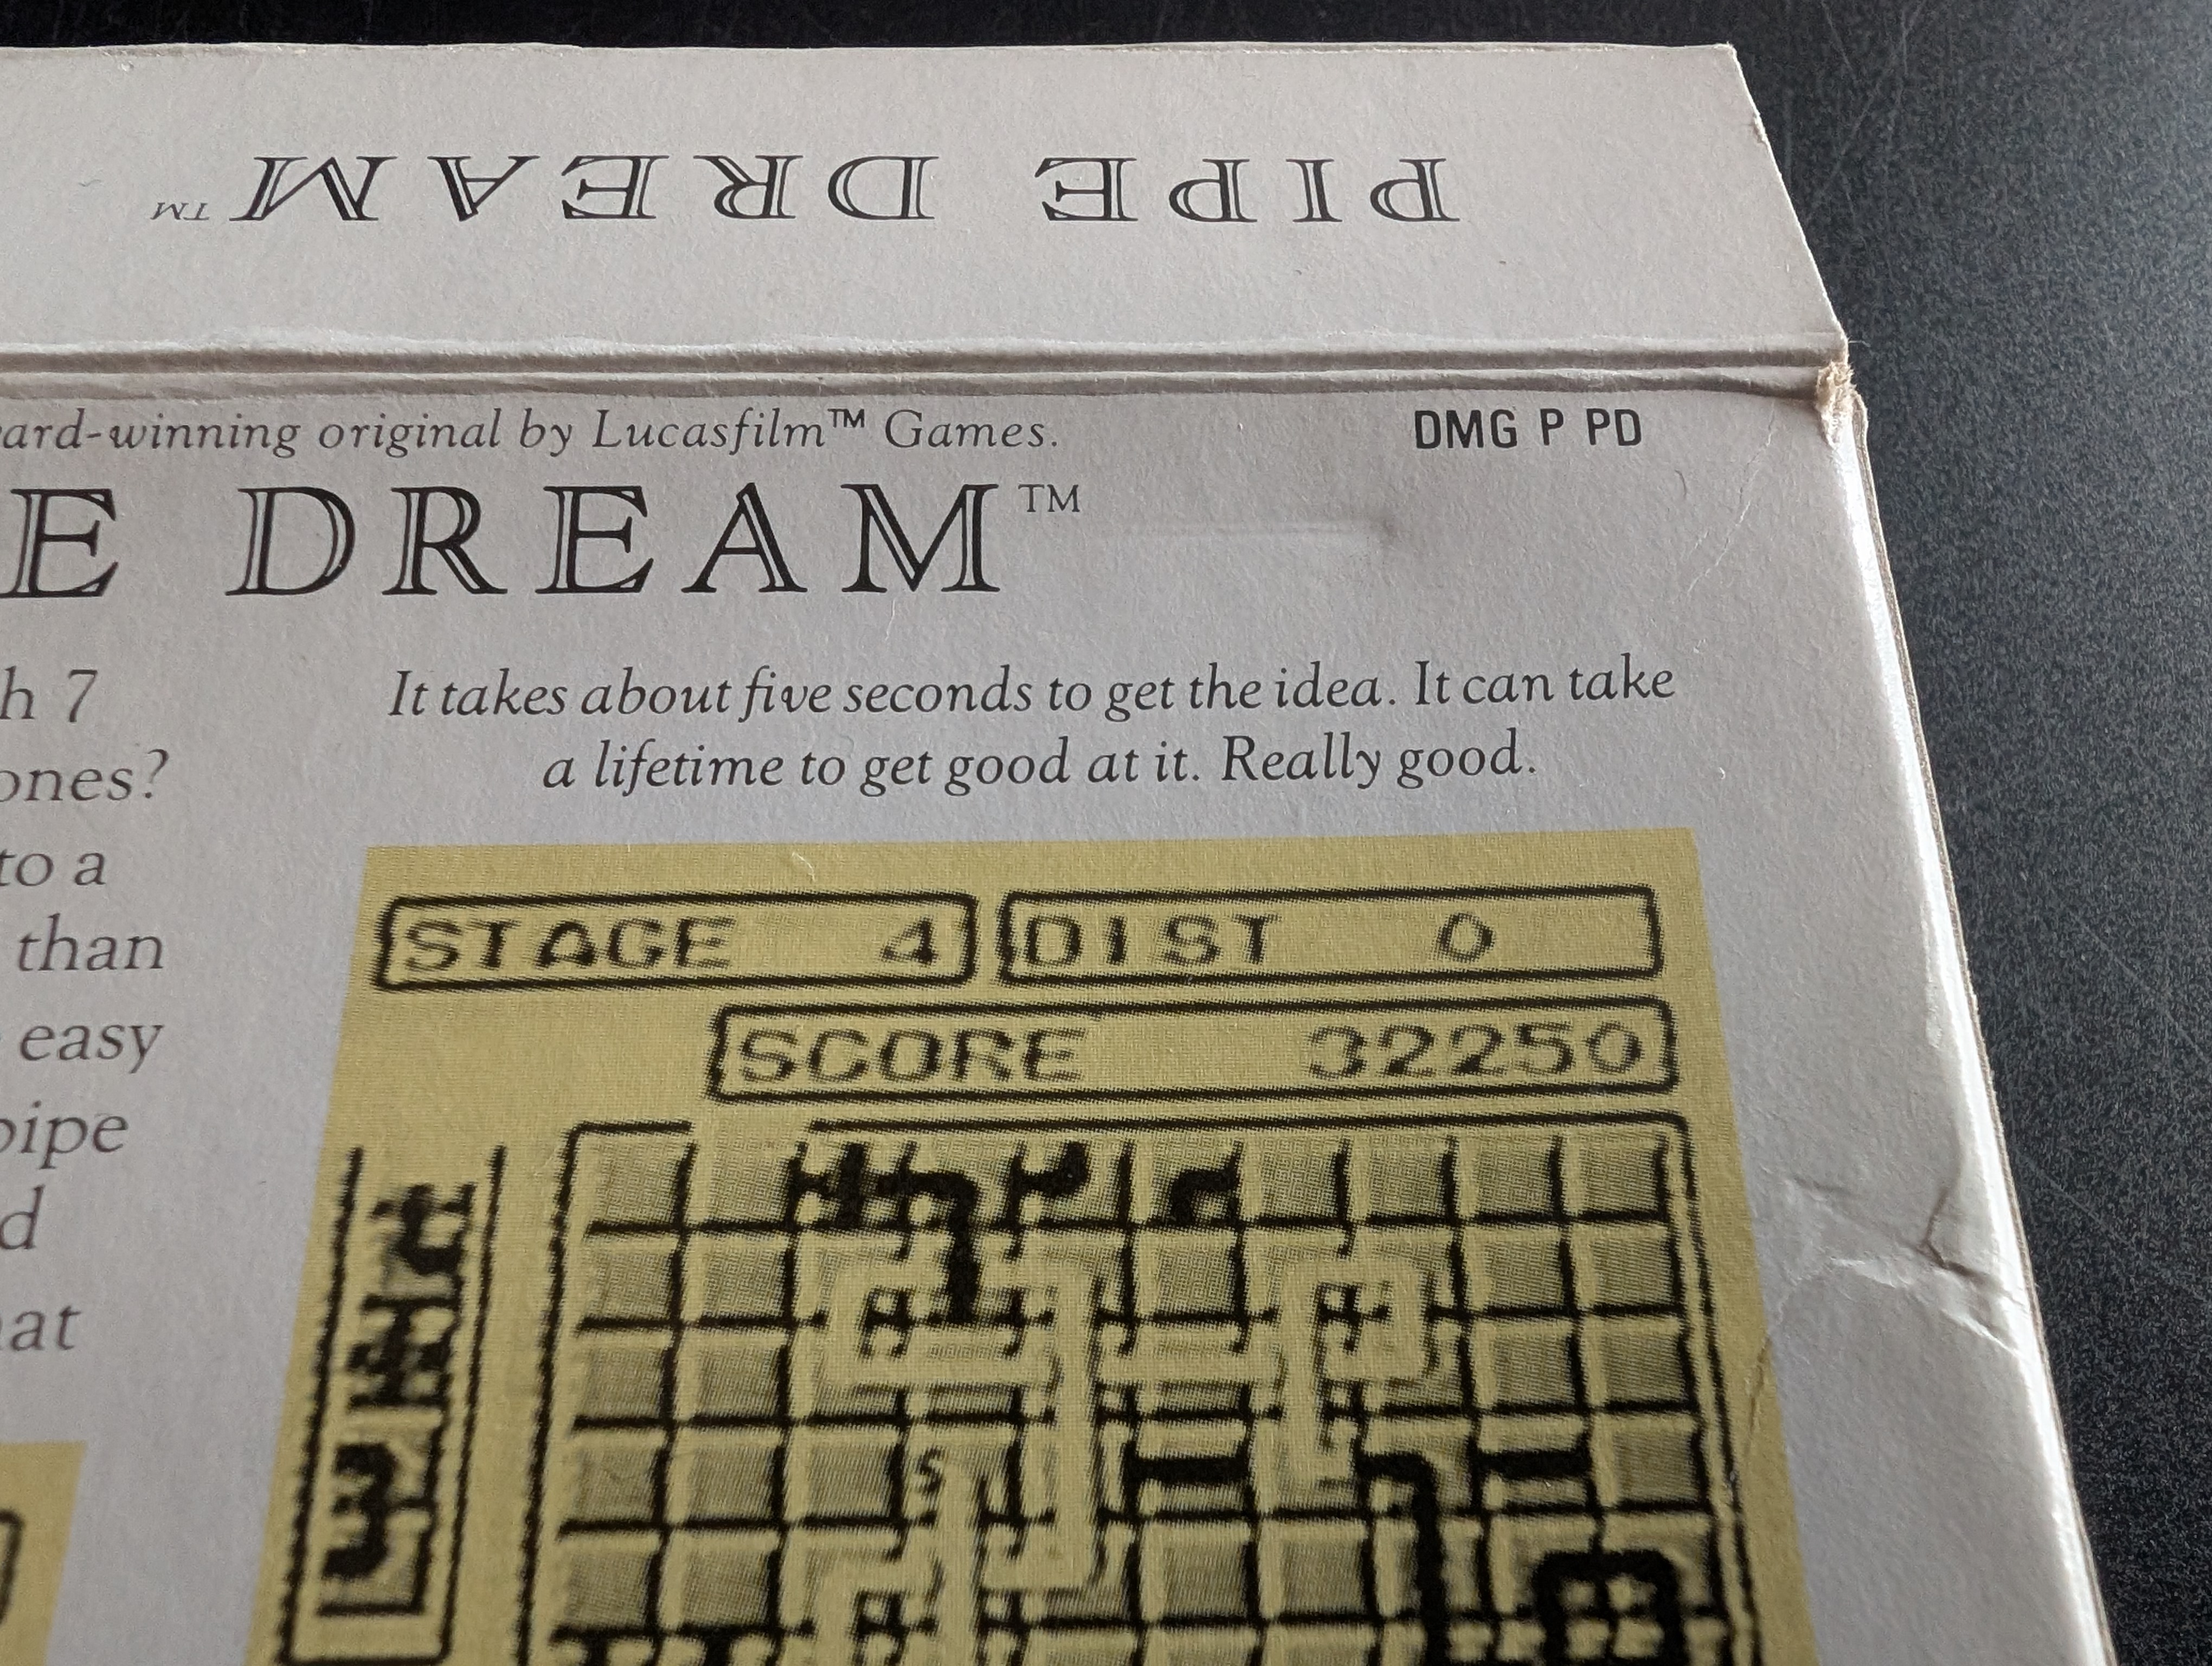 PIPE DREAM™
ard-winning original by Lucasfilm™ Games.
DMG P PD
E DREAM™
h 7
ones?
to a
than
easy
pipe
d
at
It takes about five seconds to get the idea. It can take
a lifetime to get good at it. Really good.
STAGE 4
DIST 0
SCORE 32250
S